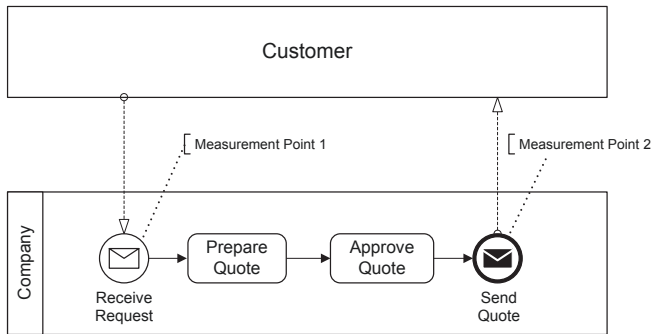 Customer
Measurement Point 1
Measurement Point 2
Company
Prepare
Quote
Approve
Quote
Receive
Request
Send
Quote